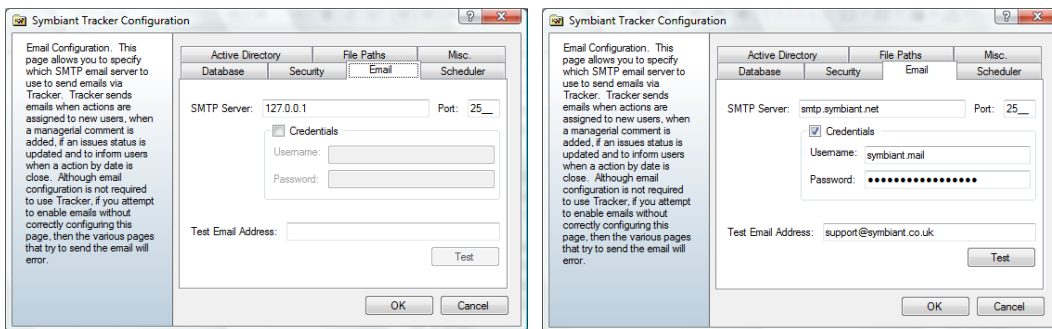 Symbiant Tracker Configuration
Email Configuration. This
page allows you to specify
which SMTP email server to
use to send emails via
Tracker. Tracker sends
emails when actions are
assigned to new users, when
a managerial comment is
added, if an issues status is
updated and to inform users
when a action by date is
close. Although email
configuration is not required
to use Tracker, if you attempt
to enable emails without
correctly configuring this
page, then the various pages
that try to send the email will
error.
Active Directory File Paths Misc.
Database Security Email Scheduler
SMTP Server: 127.0.0.1 Port: 25__
Credentials
Username:
Password:
Test Email Address:
Test
OK Cancel
Symbiant Tracker Configuration
Email Configuration. This
page allows you to specify
which SMTP email server to
use to send emails via
Tracker. Tracker sends
emails when actions are
assigned to new users, when
a managerial comment is
added, if an issues status is
updated and to inform users
when a action by date is
close. Although email
configuration is not required
to use Tracker, if you attempt
to enable emails without
correctly configuring this
page, then the various pages
that try to send the email will
error.
Active Directory File Paths Misc.
Database Security Email Scheduler
SMTP Server: smtp.symbiant.net Port: 25__
Credentials
Username: symbiant.mail
Password: ●●●●●●●●●●●●●●●●●
Test Email Address: support@symbiant.co.uk
Test
OK Cancel